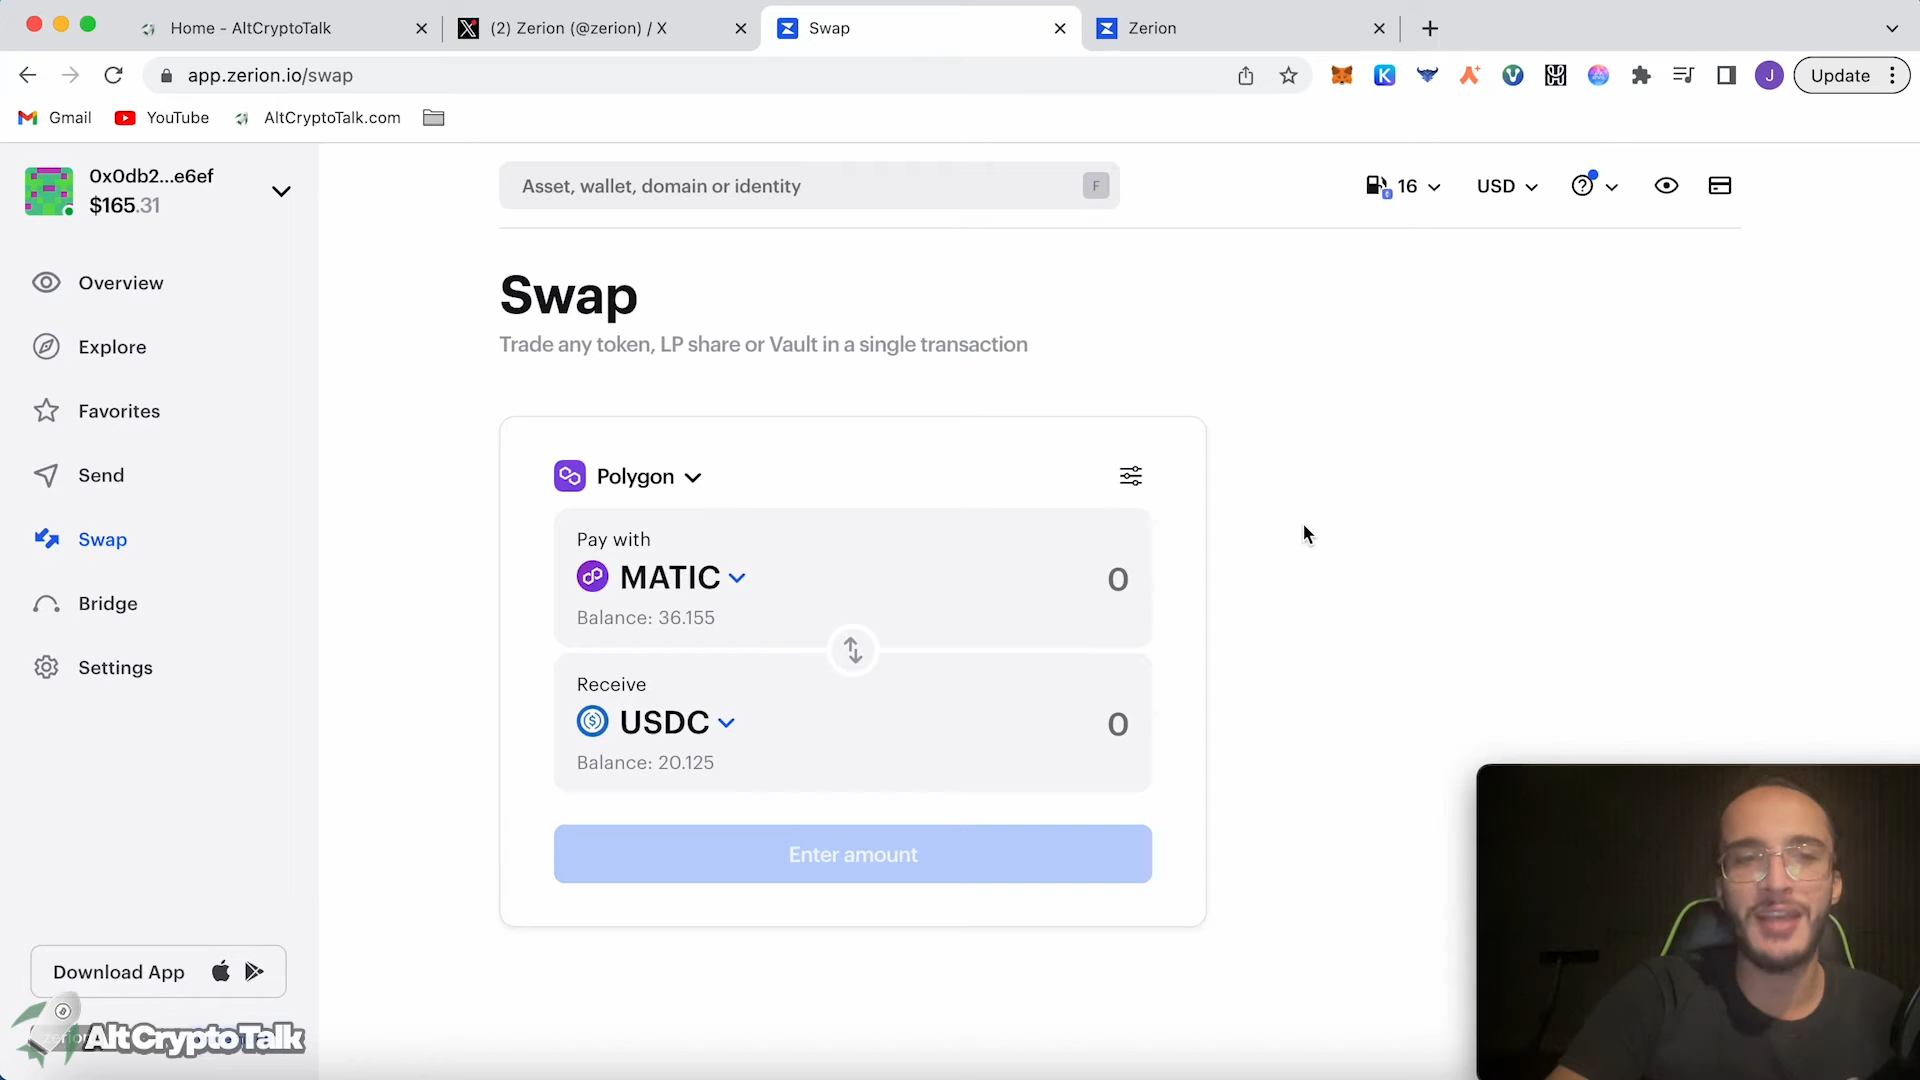 Home - AltCryptoTalk
(2) Zerion (@zerion) / X
Swap
Zerion
app.zerion.io/swap
J
Update
Gmail
YouTube
AltCryptoTalk.com
0x0db2...e6ef
$165.31
Asset, wallet, domain or identity
F
16
USD
Overview
Explore
Favorites
Send
Swap
Bridge
Settings
Swap
Trade any token, LP share or Vault in a single transaction
Polygon
Pay with
MATIC
0
Balance: 36.155
Receive
USDC
0
Balance: 20.125
Enter amount
Download App
AltCryptoTalk